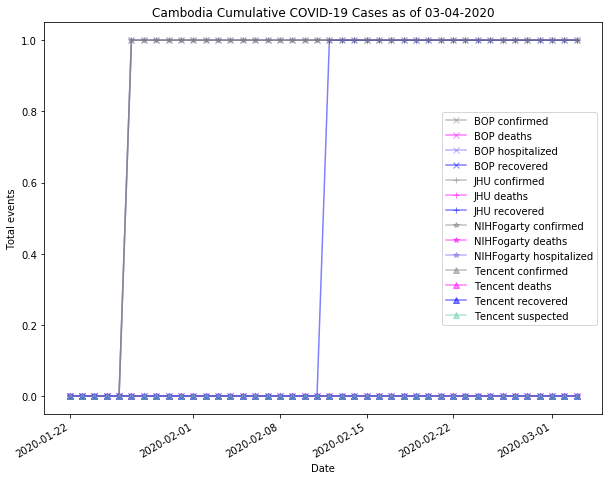 Cambodia Cumulative COVID-19 Cases as of 03-04-2020
1.0
0.8
0.6
0.4
0.2
0.0
Total events
BOP confirmed
BOP deaths
BOP hospitalized
BOP recovered
JHU confirmed
JHU deaths
JHU recovered
NIHFogarty confirmed
NIHFogarty deaths
NIHFogarty hospitalized
Tencent confirmed
Tencent deaths
Tencent recovered
Tencent suspected
2020-01-22
2020-02-01
2020-02-08
2020-02-15
2020-02-22
2020-03-01
Date